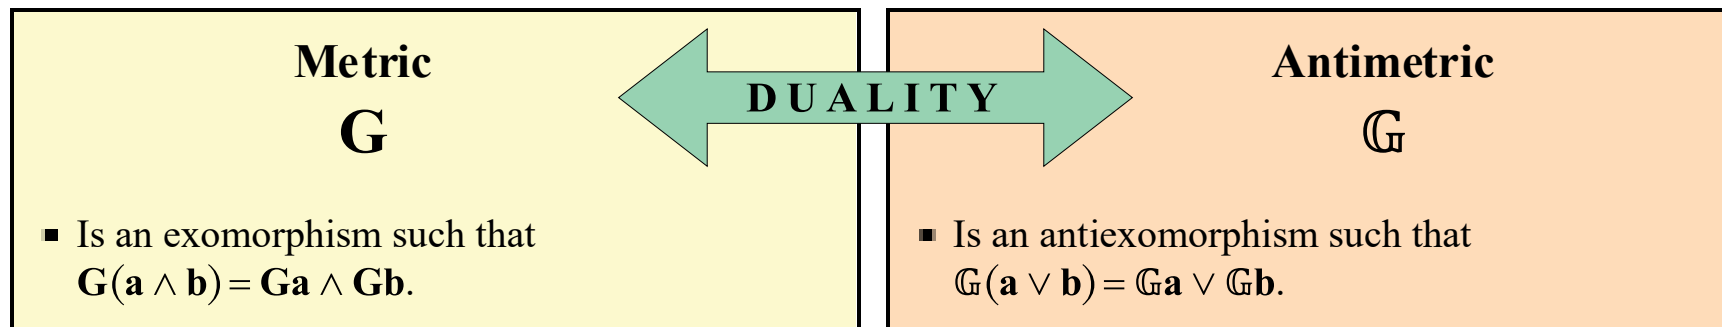 Metric
G
▪ Is an exomorphism such that
G(a ∧ b) = Ga ∧ Gb.
DUALITY
Antimetric
𝔾
▪ Is an antiexomorphism such that
𝔾(a ∨ b) = 𝔾a ∨ 𝔾b.